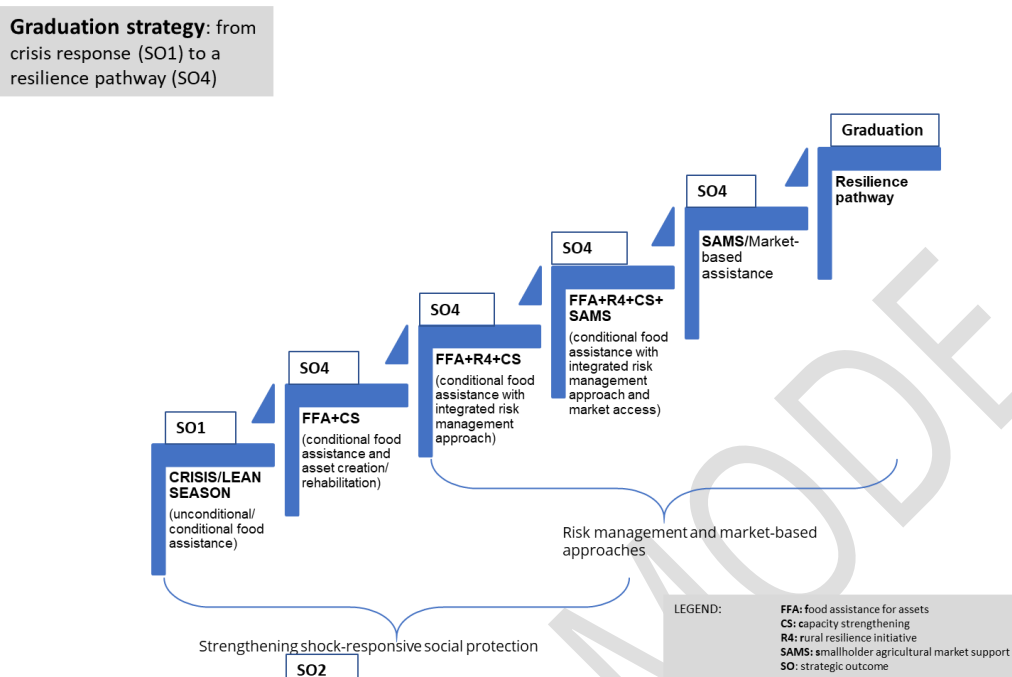 Graduation strategy: from
crisis response (SO1) to a
resilience pathway (SO4)
Graduation
Resilience
pathway
SO4
SAMS/Market-
based
assistance
SO4
FFA+R4+CS+
SAMS
(conditional food
assistance with
integrated risk
management
approach and
market access)
SO4
FFA+R4+CS
(conditional food
assistance with
integrated risk
management
approach)
SO4
FFA+CS
(conditional food
assistance and
asset creation/
rehabilitation)
SO1
CRISIS/LEAN
SEASON
(unconditional/
conditional food
assistance)
Risk management and market-based
approaches
Strengthening shock-responsive social protection
SO2
LEGEND:
FFA: food assistance for assets
CS: capacity strengthening
R4: rural resilience initiative
SAMS: smallholder agricultural market support
SO: strategic outcome
MODE